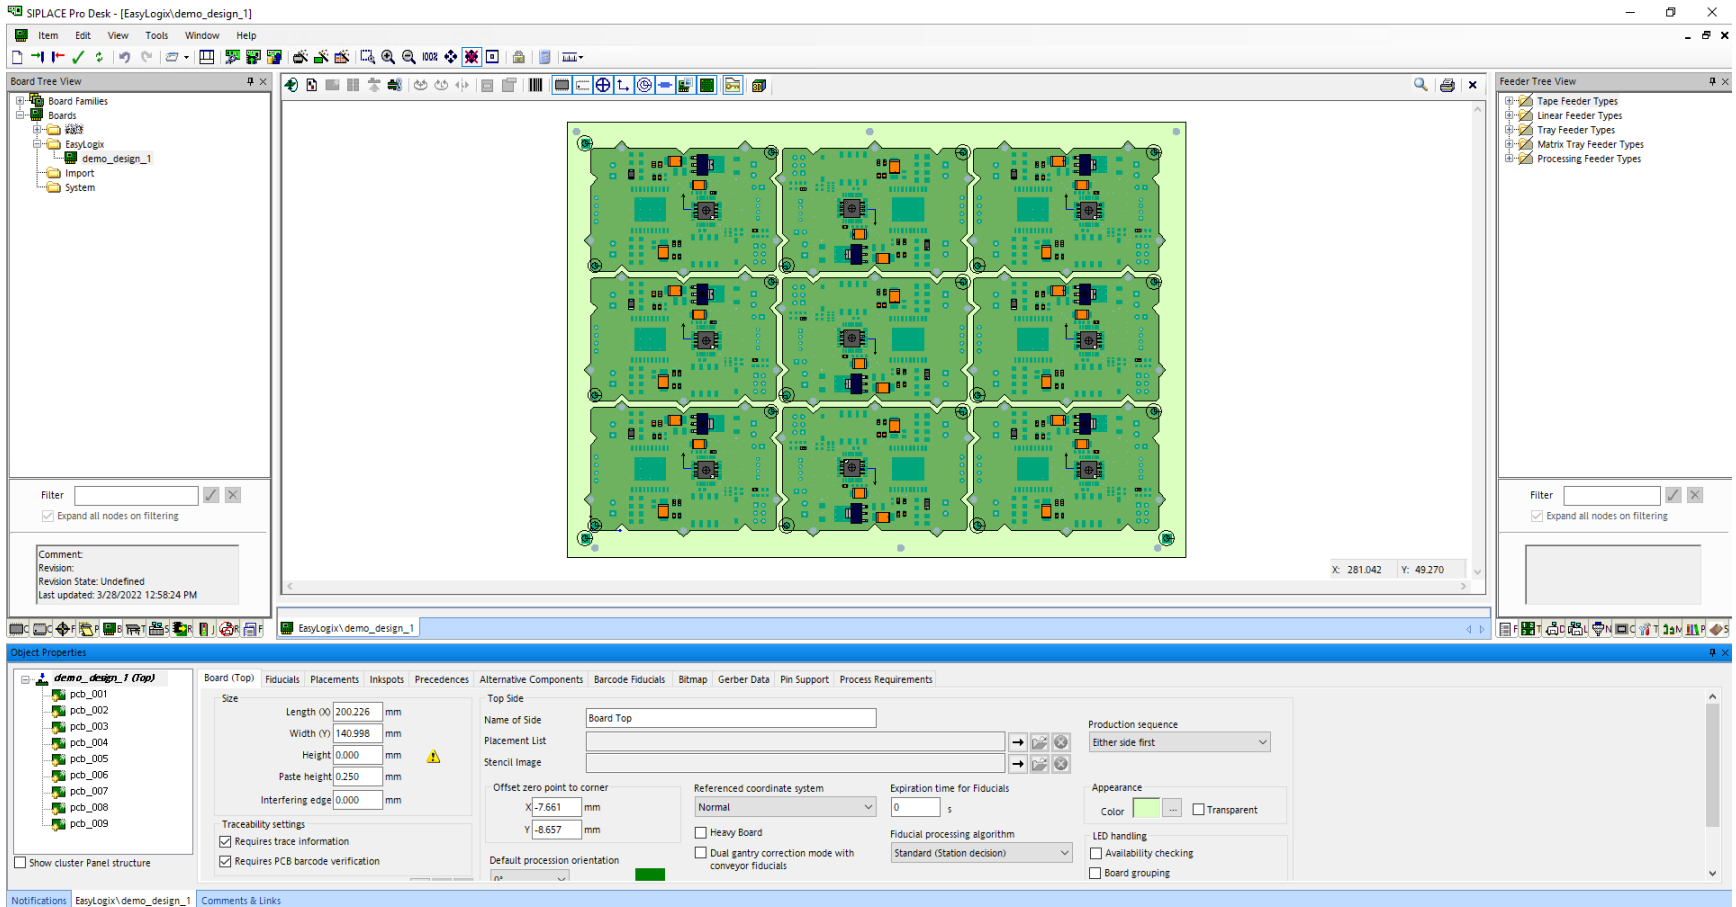 SIPLACE Pro Desk - [EasyLogix\demo_design_1]
Item Edit View Tools Window Help
100%
Board Tree View
Board Families
Boards
EasyLogix
demo_design_1
Import
System
Filter
Expand all nodes on filtering
Comment:
Revision:
Revision State: Undefined
Last updated: 3/28/2022 12:58:24 PM
X: 281.042 Y: 49.270
EasyLogix\demo_design_1
Feeder Tree View
Tape Feeder Types
Linear Feeder Types
Tray Feeder Types
Matrix Tray Feeder Types
Processing Feeder Types
Filter
Expand all nodes on filtering
Object Properties
demo_design_1 (Top)
pcb_001
pcb_002
pcb_003
pcb_004
pcb_005
pcb_006
pcb_007
pcb_008
pcb_009
Show cluster Panel structure
Board (Top) Fiducials Placements Inkspots Precedences Alternative Components Barcode Fiducials Bitmap Gerber Data Pin Support Process Requirements
Size
Length (X) 200.226 mm
Width (Y) 140.998 mm
Height 0.000 mm
Paste height 0.250 mm
Interfering edge 0.000 mm
Traceability settings
Requires trace information
Requires PCB barcode verification
Top Side
Name of Side Board Top
Placement List
Stencil Image
Offset zero point to corner
X -7.661 mm
Y -8.657 mm
Default procession orientation
0°
Referenced coordinate system
Normal
Heavy Board
Dual gantry correction mode with
conveyor fiducials
Expiration time for Fiducials
0 s
Fiducial processing algorithm
Standard (Station decision)
Production sequence
Either side first
Appearance
Color ... Transparent
LED handling
Availability checking
Board grouping
Notifications EasyLogix\demo_design_1 Comments & Links